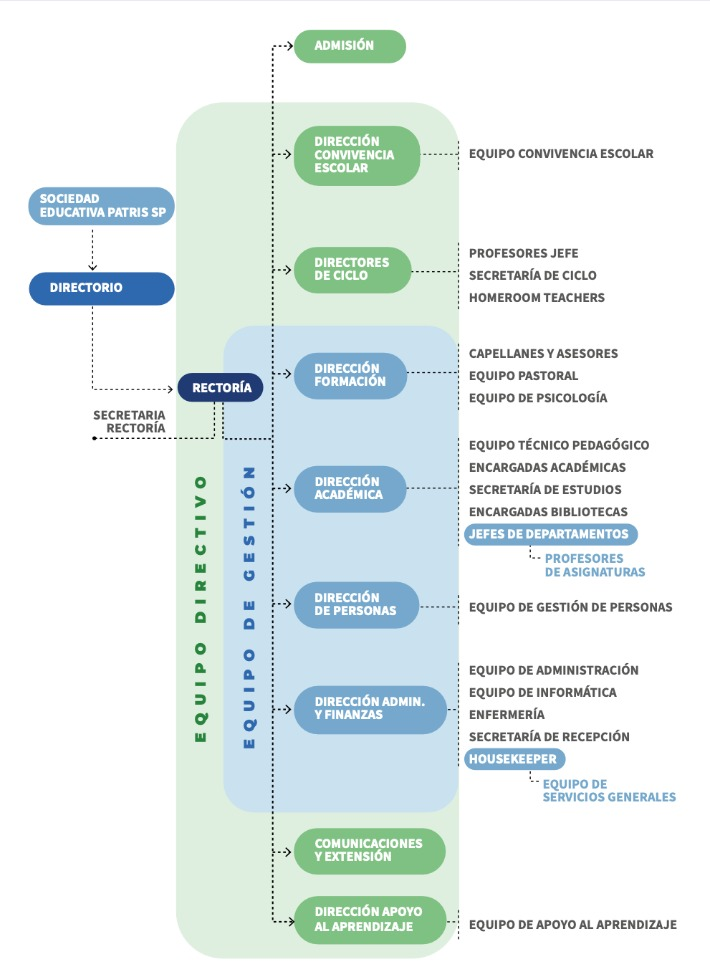 ADMISIÓN
DIRECCIÓN
CONVIVENCIA
ESCOLAR
EQUIPO CONVIVENCIA ESCOLAR
SOCIEDAD
EDUCATIVA PATRIS SP
DIRECTORIO
DIRECTORES
DE CICLO
PROFESORES JEFE
SECRETARÍA DE CICLO
HOMEROOM TEACHERS
RECTORÍA
SECRETARIA
RECTORÍA
DIRECCIÓN
FORMACIÓN
CAPELLANES Y ASESORES
EQUIPO PASTORAL
EQUIPO DE PSICOLOGÍA
EQUIPO DIRECTIVO
EQUIPO DE GESTIÓN
DIRECCIÓN
ACADÉMICA
EQUIPO TÉCNICO PEDAGÓGICO
ENCARGADAS ACADÉMICAS
SECRETARÍA DE ESTUDIOS
ENCARGADAS BIBLIOTECAS
JEFES DE DEPARTAMENTOS
PROFESORES
DE ASIGNATURAS
DIRECCIÓN
DE PERSONAS
EQUIPO DE GESTIÓN DE PERSONAS
DIRECCIÓN ADMIN.
Y FINANZAS
EQUIPO DE ADMINISTRACIÓN
EQUIPO DE INFORMÁTICA
ENFERMERÍA
SECRETARÍA DE RECEPCIÓN
HOUSEKEEPER
EQUIPO DE
SERVICIOS GENERALES
COMUNICACIONES
Y EXTENSIÓN
DIRECCIÓN APOYO
AL APRENDIZAJE
EQUIPO DE APOYO AL APRENDIZAJE